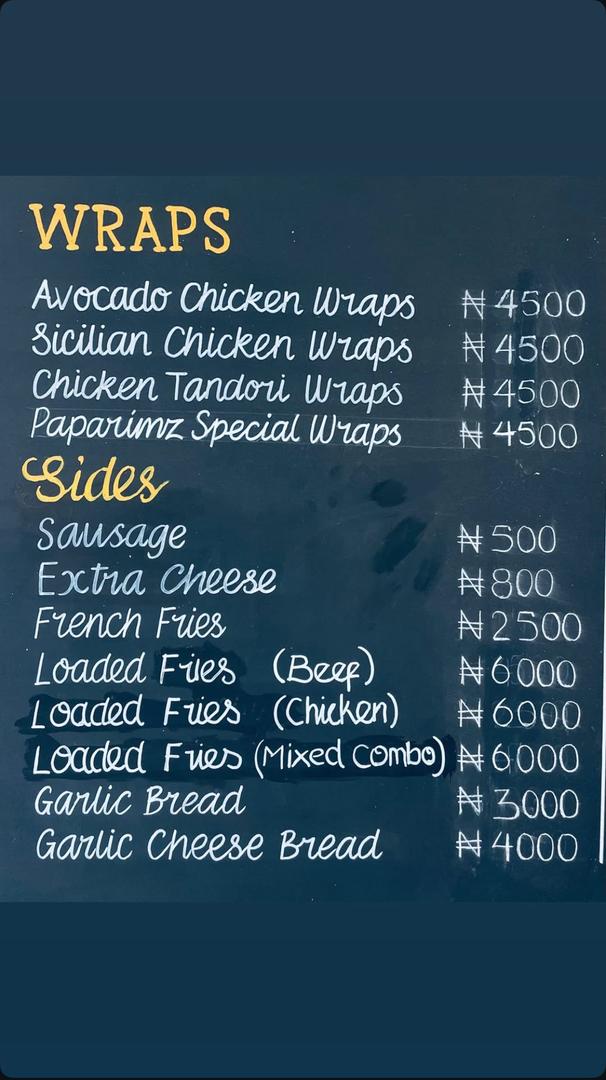 WRAPS
Avocado Chicken Wraps ₦4500
Sicilian Chicken Wraps ₦4500
Chicken Tandori Wraps ₦4500
Paparimz Special Wraps ₦4500
Sides
Sausage ₦500
Extra Cheese ₦800
French Fries ₦2500
Loaded Fries (Beef) ₦6000
Loaded Fries (Chicken) ₦6000
Loaded Fries (Mixed Combo) ₦6000
Garlic Bread ₦3000
Garlic Cheese Bread ₦4000